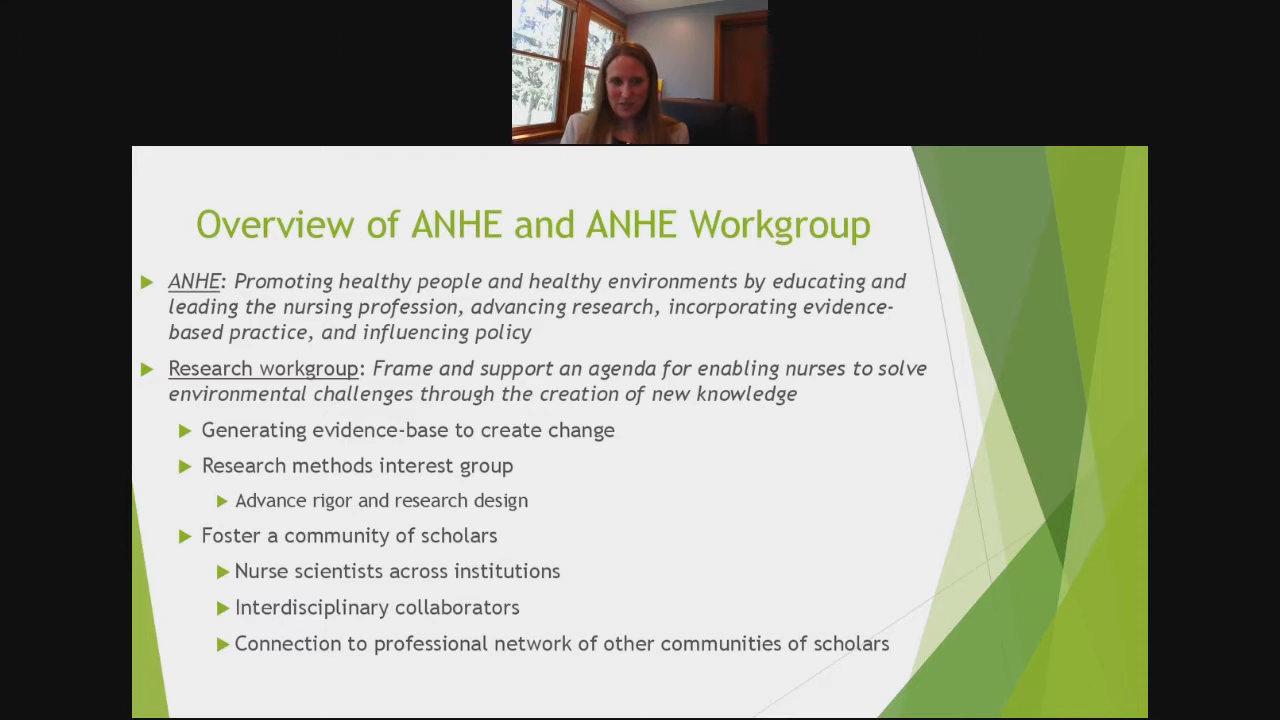 Overview of ANHE and ANHE Workgroup
ANHE: Promoting healthy people and healthy environments by educating and
leading the nursing profession, advancing research, incorporating evidence-
based practice, and influencing policy
Research workgroup: Frame and support an agenda for enabling nurses to solve
environmental challenges through the creation of new knowledge
Generating evidence-base to create change
Research methods interest group
Advance rigor and research design
Foster a community of scholars
Nurse scientists across institutions
Interdisciplinary collaborators
Connection to professional network of other communities of scholars